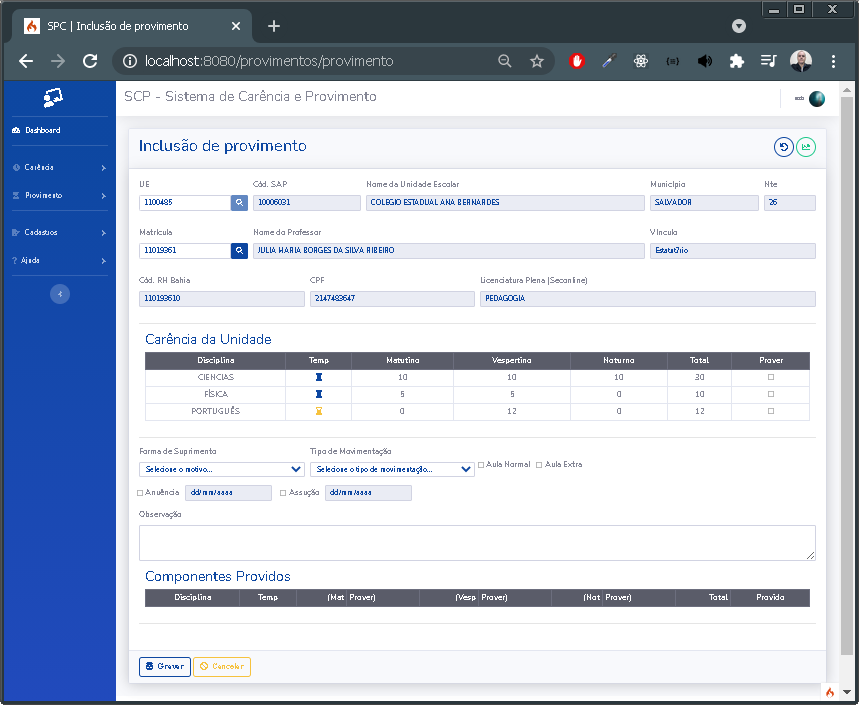 SPC | Inclusão de provimento
localhost:8080/provimentos/provimento
SCP - Sistema de Carência e Provimento
Dashboard
Carência
Provimento
Cadastros
Ajuda
Inclusão de provimento
UE Cód. SAP Nome da Unidade Escolar Município Nte
1100485 10006031 COLEGIO ESTADUAL ANA BERNARDES SALVADOR 26
Matrícula Nome do Professor Vínculo
11019361 JULIA MARIA BORGES DA SILVA RIBEIRO Estatut?rio
Cód. RH Bahia CPF Licenciatura Plena (Seconline)
110193610 2147483647 PEDAGOGIA
Carência da Unidade
Disciplina Temp Matutino Vespertino Noturno Total Prover
CIENCIAS 10 10 10 30
FÍSICA 5 5 0 10
PORTUGUÊS 0 12 0 12
Forma de Suprimento Tipo de Movimentação
Selecione o motivo... Selecione o tipo de movimentação... Aula Normal Aula Extra
Anuência dd/mm/aaaa Assução dd/mm/aaaa
Observação
Componentes Providos
Disciplina Temp (Mat Prover) (Vesp Prover) (Not Prover) Total Provido
Gravar Cancelar